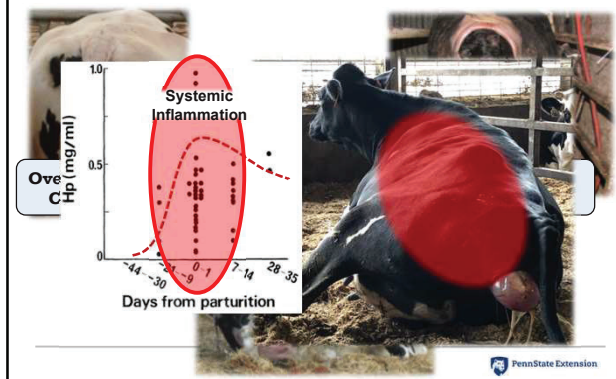 1.0
Systemic
Inflammation
0.5
0
Hp (mg/ml)
-44--30
-21--9
0-1
7-14
28-35
Days from parturition
PennState Extension